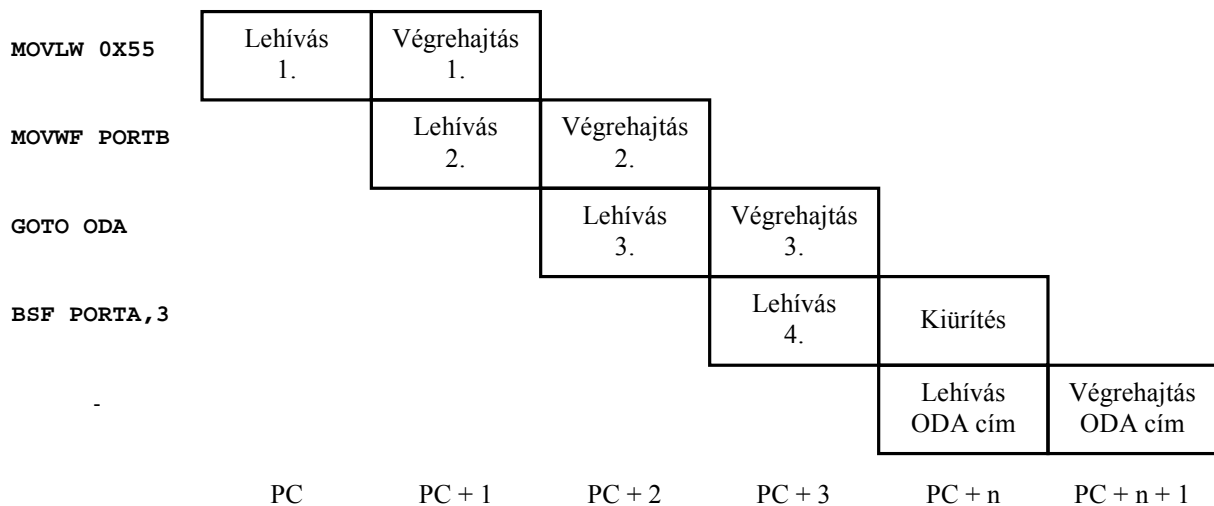 MOVLW 0X55
Lehívás
1.
Végrehajtás
1.
MOVWF PORTB
Lehívás
2.
Végrehajtás
2.
GOTO ODA
Lehívás
3.
Végrehajtás
3.
BSF PORTA,3
Lehívás
4.
Kiürítés
-
Lehívás
ODA cím
Végrehajtás
ODA cím
PC PC + 1 PC + 2 PC + 3 PC + n PC + n + 1